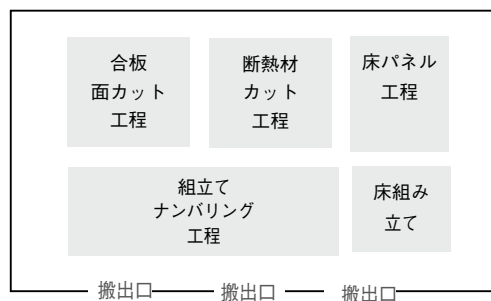 合板
面カット
工程
断熱材
カット
工程
床パネル
工程
組立て
ナンバリング
工程
床組み
立て
搬出口
搬出口
搬出口